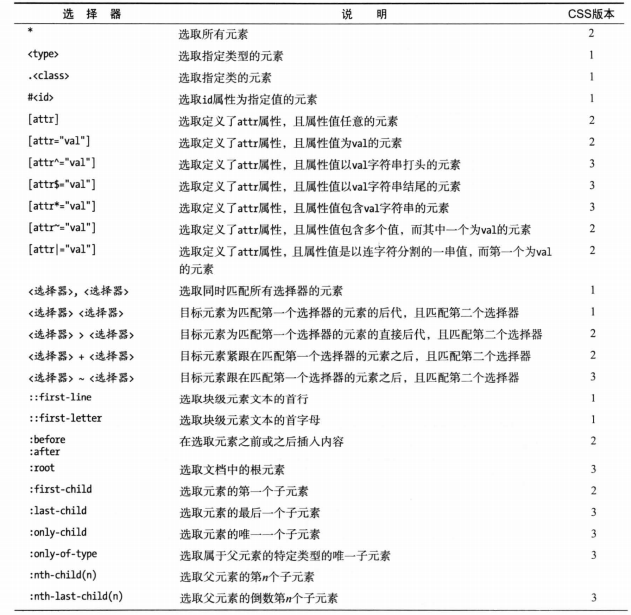 选 择 器 说 明 CSS版本
* 选取所有元素 2
<type> 选取指定类型的元素 1
.<class> 选取指定类的元素 1
#<id> 选取id属性为指定值的元素 1
[attr] 选取定义了attr属性，且属性值任意的元素 2
[attr="val"] 选取定义了attr属性，且属性值为val的元素 2
[attr^="val"] 选取定义了attr属性，且属性值以val字符串打头的元素 3
[attr$="val"] 选取定义了attr属性，且属性值以val字符串结尾的元素 3
[attr*="val"] 选取定义了attr属性，且属性值包含val字符串的元素 3
[attr~="val"] 选取定义了attr属性，且属性值包含多个值，而其中一个为val的元素 2
[attr|="val"] 选取定义了attr属性，且属性值是以连字符分割的一串值，而第一个为val 2
的元素
<选择器>, <选择器> 选取同时匹配所有选择器的元素 1
<选择器> <选择器> 目标元素为匹配第一个选择器的元素的后代，且匹配第二个选择器 1
<选择器> > <选择器> 目标元素为匹配第一个选择器的元素的直接后代，且匹配第二个选择器 2
<选择器> + <选择器> 目标元素紧跟在匹配第一个选择器的元素之后，且匹配第二个选择器 2
<选择器> ~ <选择器> 目标元素跟在匹配第一个选择器的元素之后，且匹配第二个选择器 3
::first-line 选取块级元素文本的首行 1
::first-letter 选取块级元素文本的首字母 1
:before 在选取元素之前或之后插入内容 2
:after
:root 选取文档中的根元素 3
:first-child 选取元素的第一个子元素 2
:last-child 选取元素的最后一个子元素 3
:only-child 选取元素的唯一一个子元素 3
:only-of-type 选取属于父元素的特定类型的唯一子元素 3
:nth-child(n) 选取父元素的第n个子元素
:nth-last-child(n) 选取父元素的倒数第n个子元素 3